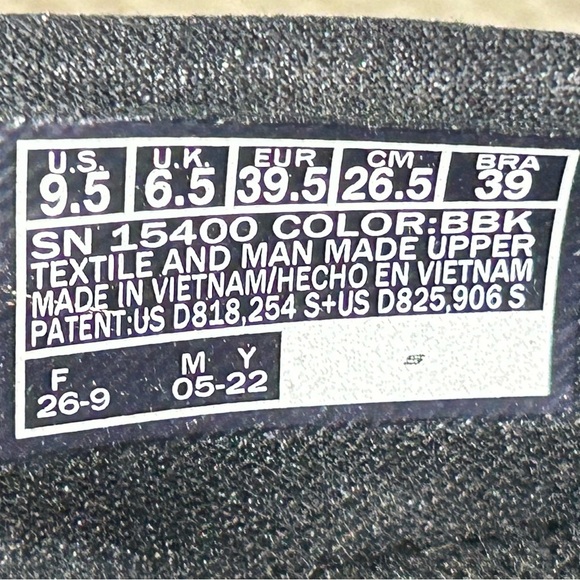 U.S. U.K. EUR CM BRA
9.5 6.5 39.5 26.5 39
SN 15400 COLOR:BBK
TEXTILE AND MAN MADE UPPER
MADE IN VIETNAM/HECHO EN VIETNAM
PATENT:US D818,254 S+US D825,906 S
F M Y
26-9 05-22